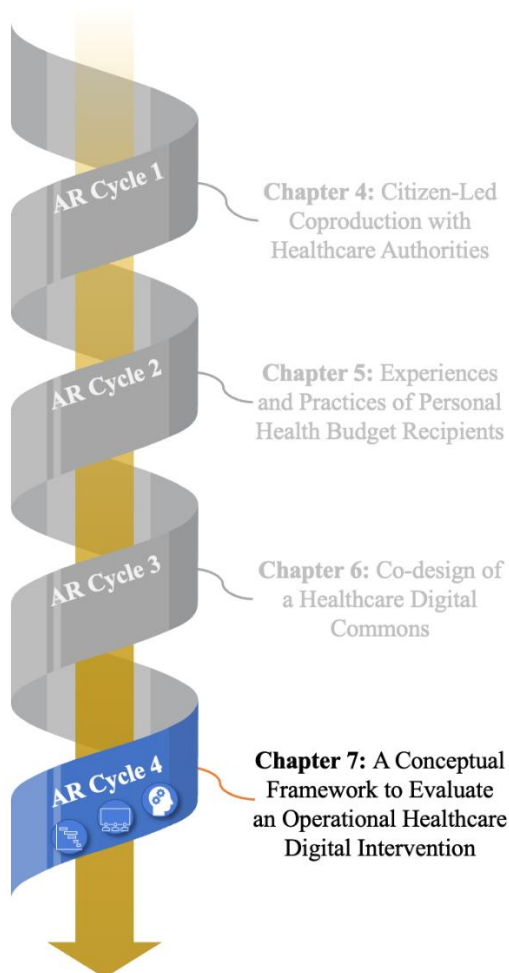 AR Cycle 1
Chapter 4: Citizen-Led
Coproduction with
Healthcare Authorities
AR Cycle 2
Chapter 5: Experiences
and Practices of Personal
Health Budget Recipients
AR Cycle 3
Chapter 6: Co-design of
a Healthcare Digital
Commons
AR Cycle 4
Chapter 7: A Conceptual
Framework to Evaluate
an Operational Healthcare
Digital Intervention